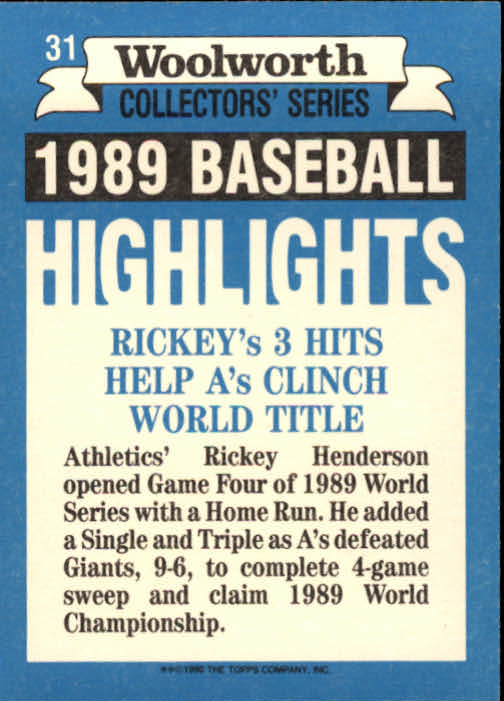 31
Woolworth
COLLECTORS' SERIES
1989 BASEBALL
HIGHLIGHTS
RICKEY's 3 HITS
HELP A's CLINCH
WORLD TITLE
Athletics' Rickey Henderson
opened Game Four of 1989 World
Series with a Home Run. He added
a Single and Triple as A's defeated
Giants, 9-6, to complete 4-game
sweep and claim 1989 World
Championship.
**©1990 THE TOPPS COMPANY, INC.